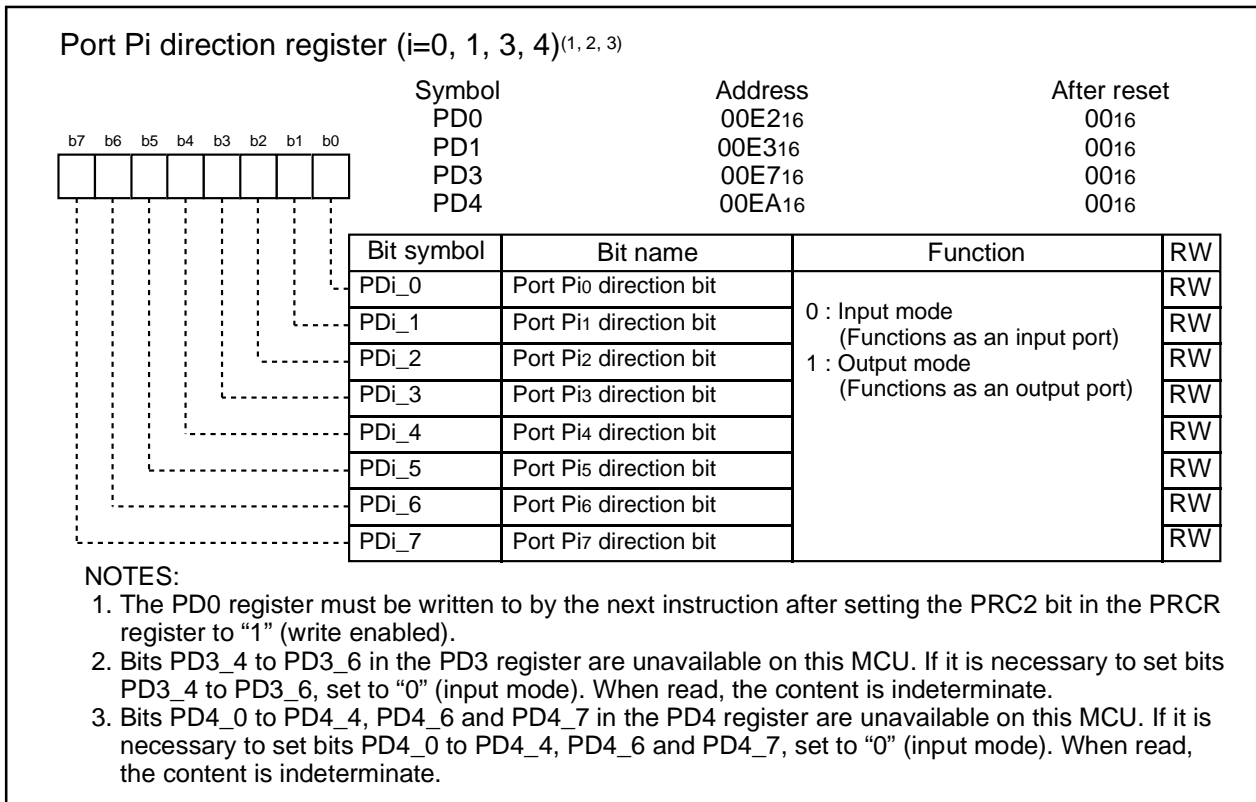 Port Pi direction register (i=0, 1, 3, 4)(1, 2, 3)
Symbol Address After reset
PD0 00E216 0016
PD1 00E316 0016
PD3 00E716 0016
PD4 00EA16 0016
b7 b6 b5 b4 b3 b2 b1 b0
Bit symbol Bit name Function RW
PDi_0 Port Pi0 direction bit RW
PDi_1 Port Pi1 direction bit RW
PDi_2 Port Pi2 direction bit RW
PDi_3 Port Pi3 direction bit RW
PDi_4 Port Pi4 direction bit RW
PDi_5 Port Pi5 direction bit RW
PDi_6 Port Pi6 direction bit RW
PDi_7 Port Pi7 direction bit RW
0 : Input mode
(Functions as an input port)
1 : Output mode
(Functions as an output port)
NOTES:
1. The PD0 register must be written to by the next instruction after setting the PRC2 bit in the PRCR
register to “1” (write enabled).
2. Bits PD3_4 to PD3_6 in the PD3 register are unavailable on this MCU. If it is necessary to set bits
PD3_4 to PD3_6, set to “0” (input mode). When read, the content is indeterminate.
3. Bits PD4_0 to PD4_4, PD4_6 and PD4_7 in the PD4 register are unavailable on this MCU. If it is
necessary to set bits PD4_0 to PD4_4, PD4_6 and PD4_7, set to “0” (input mode). When read,
the content is indeterminate.